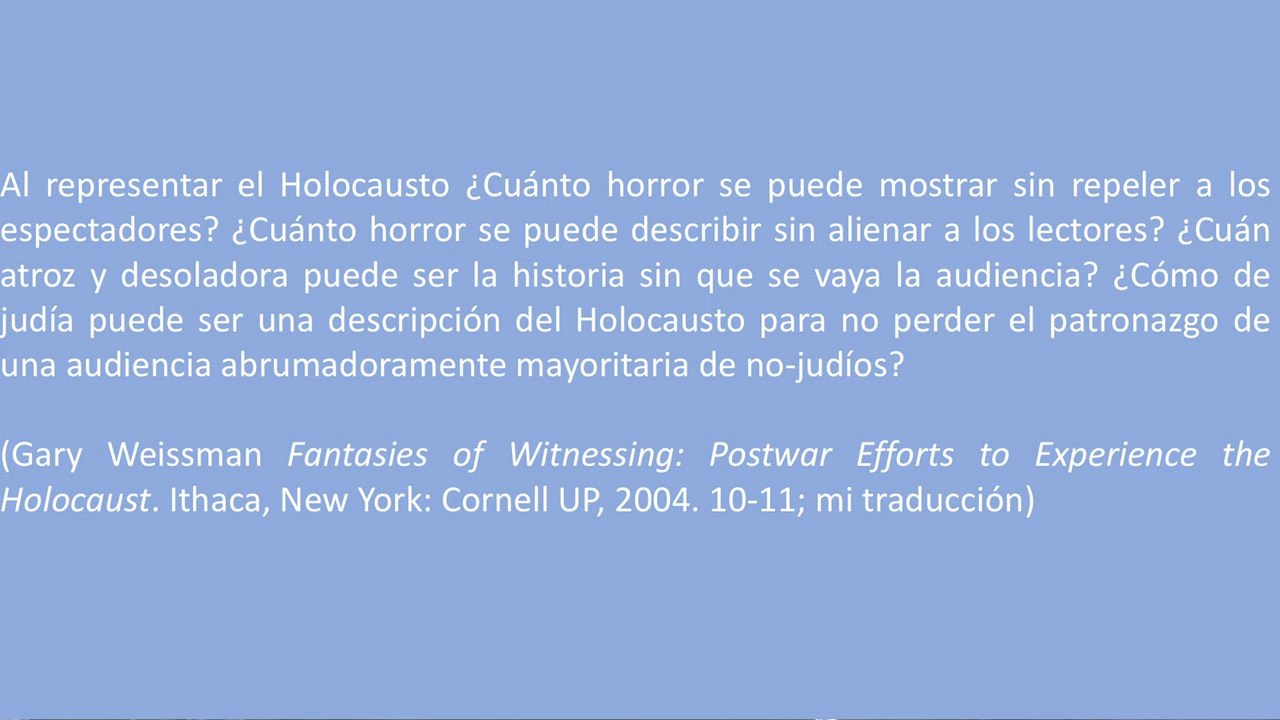 Al representar el Holocausto ¿Cuánto horror se puede mostrar sin repeler a los
espectadores? ¿Cuánto horror se puede describir sin alienar a los lectores? ¿Cuán
atroz y desoladora puede ser la historia sin que se vaya la audiencia? ¿Cómo de
judía puede ser una descripción del Holocausto para no perder el patronazgo de
una audiencia abrumadoramente mayoritaria de no-judíos?
(Gary Weissman Fantasies of Witnessing: Postwar Efforts to Experience the
Holocaust. Ithaca, New York: Cornell UP, 2004. 10-11; mi traducción)